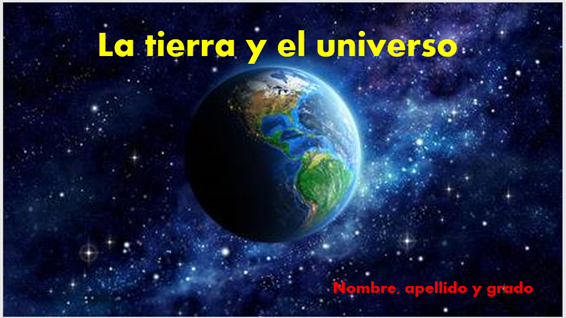 La tierra y el universo
Nombre, apellido y grado